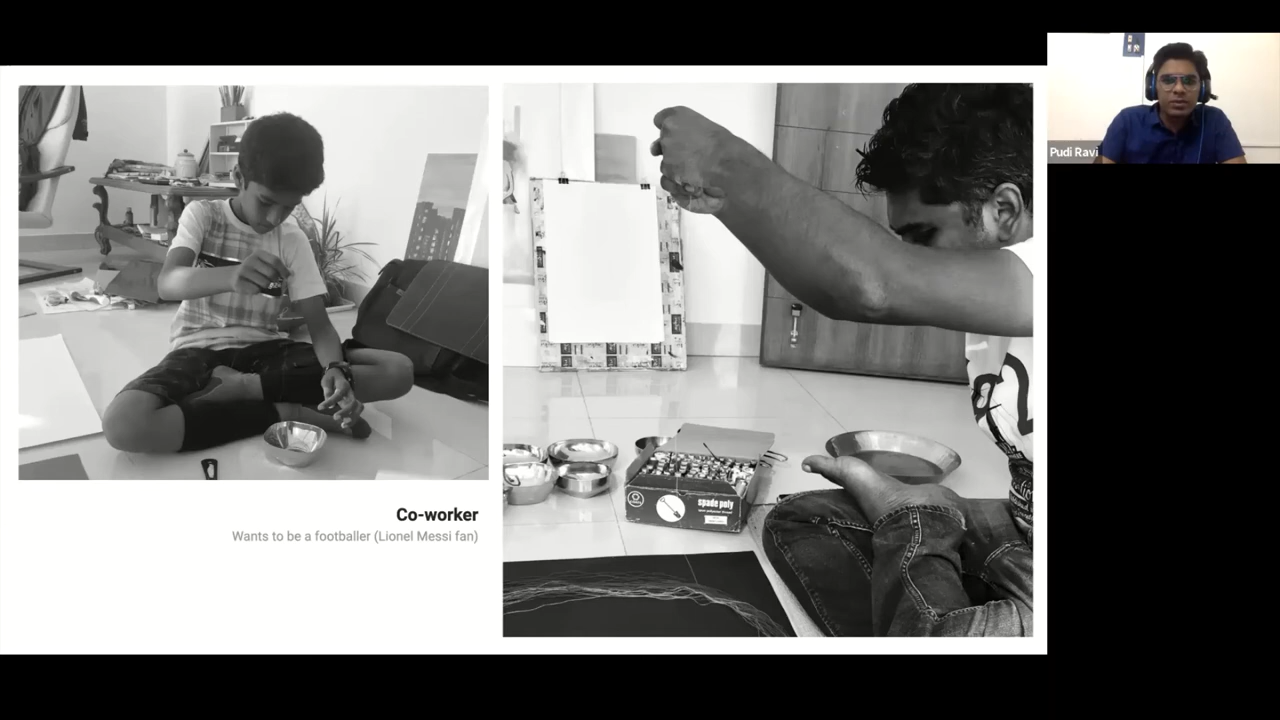 Co-worker
Wants to be a footballer (Lionel Messi fan)
spade poly
Pudi Ravi